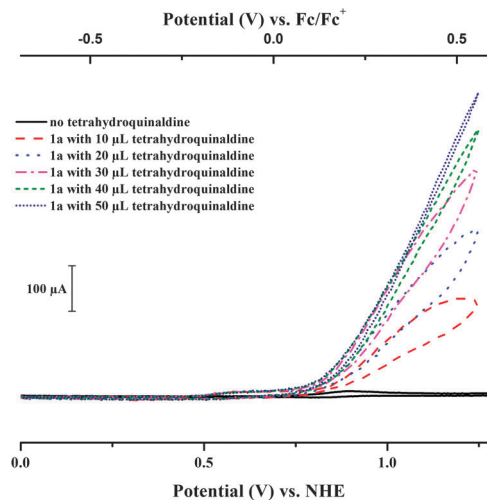 Potential (V) vs. Fc/Fc+
-0.5 0.0 0.5
no tetrahydroquinaldine
1a with 10 µL tetrahydroquinaldine
1a with 20 µL tetrahydroquinaldine
1a with 30 µL tetrahydroquinaldine
1a with 40 µL tetrahydroquinaldine
1a with 50 µL tetrahydroquinaldine
100 µA
0.0 0.5 1.0
Potential (V) vs. NHE